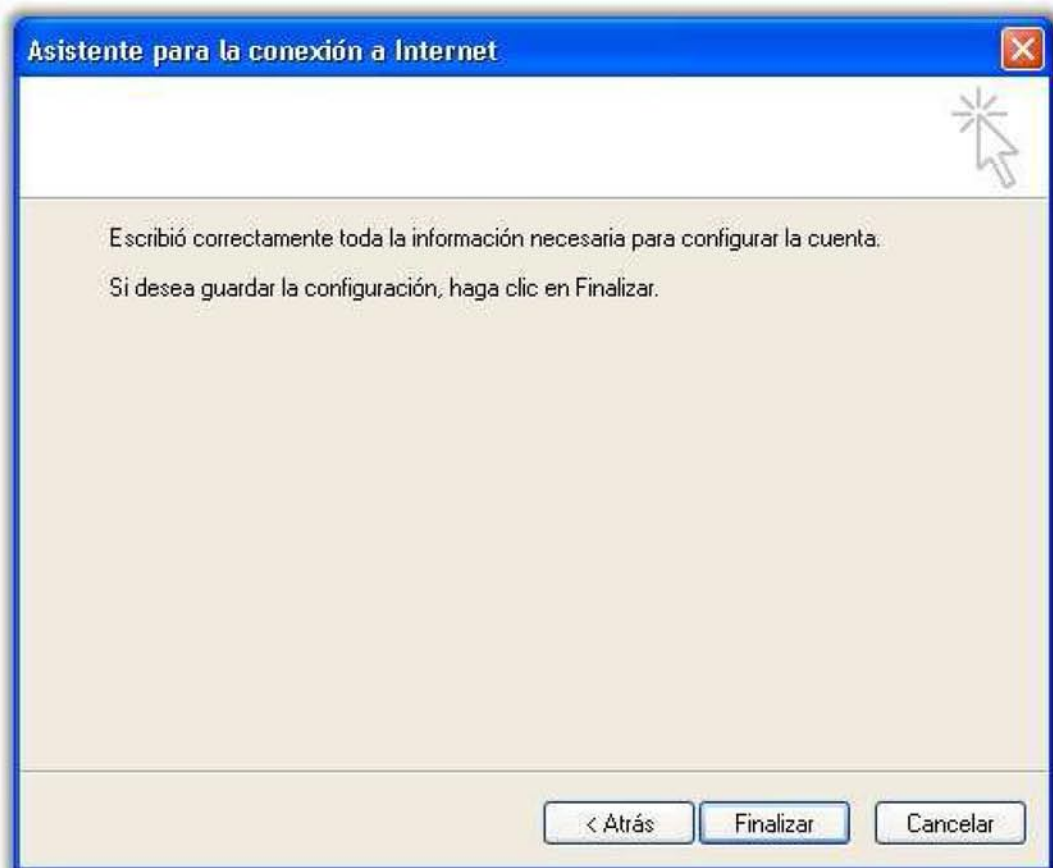 Asistente para la conexión a Internet
Escribió correctamente toda la información necesaria para configurar la cuenta.
Si desea guardar la configuración, haga clic en Finalizar.
< Atrás
Finalizar
Cancelar